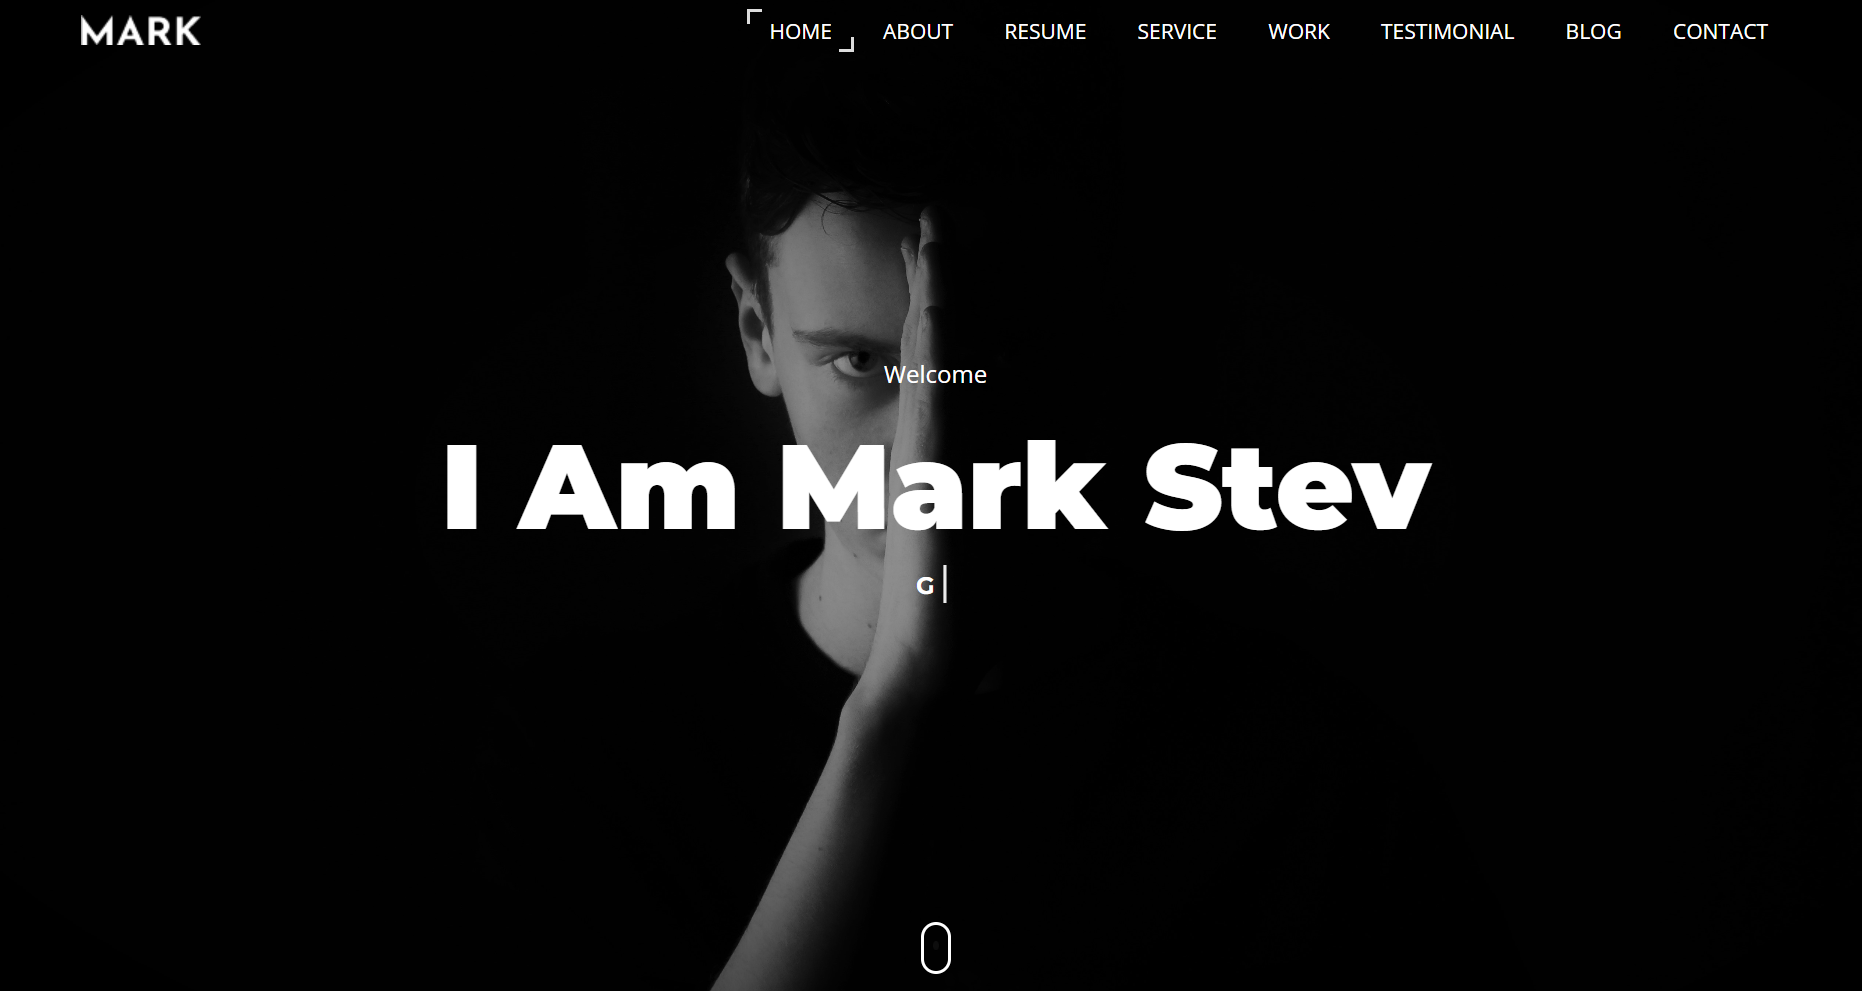 MARK
HOME ABOUT RESUME SERVICE WORK TESTIMONIAL BLOG CONTACT
Welcome
I Am Mark Stev
G